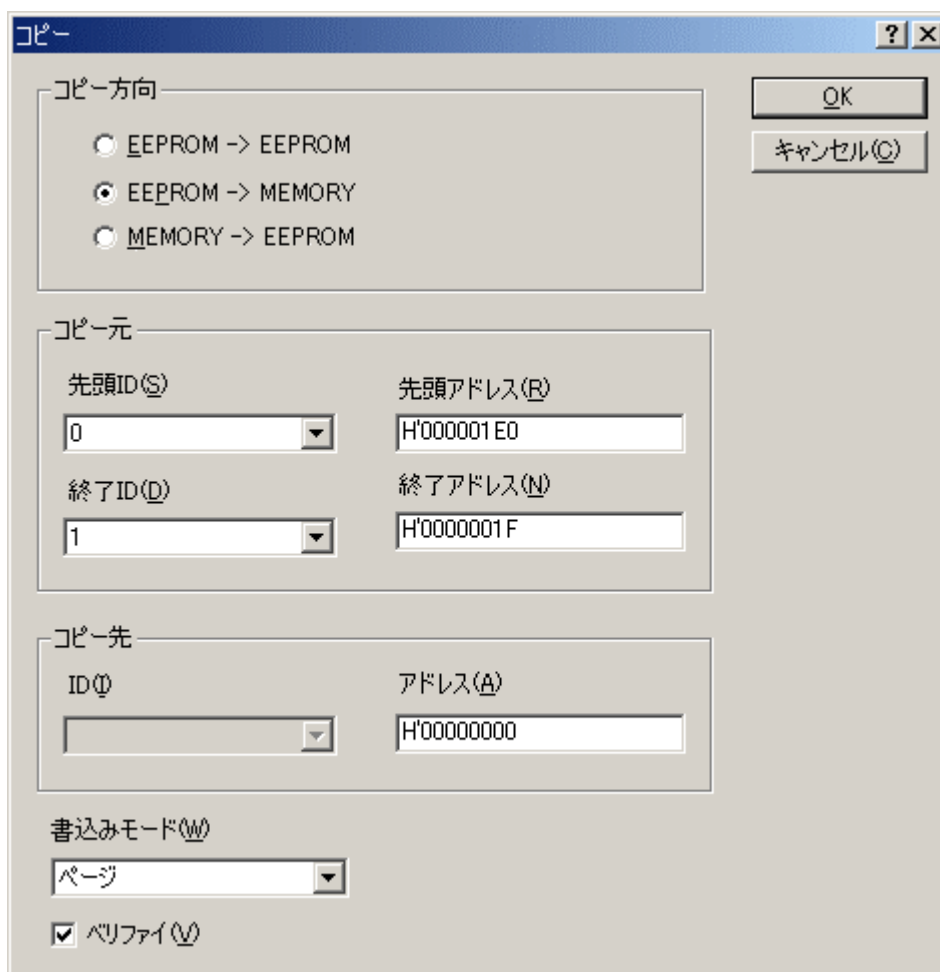 コピー
コピー方向
OK
EEPROM -> EEPROM
キャンセル(C)
EEPROM -> MEMORY
MEMORY -> EEPROM
コピー元
先頭ID(S)
先頭アドレス(R)
0
H'000001E0
終了ID(D)
終了アドレス(N)
1
H'0000001F
コピー先
ID(I)
アドレス(A)
H'00000000
書込みモード(W)
ページ
ベリファイ(V)